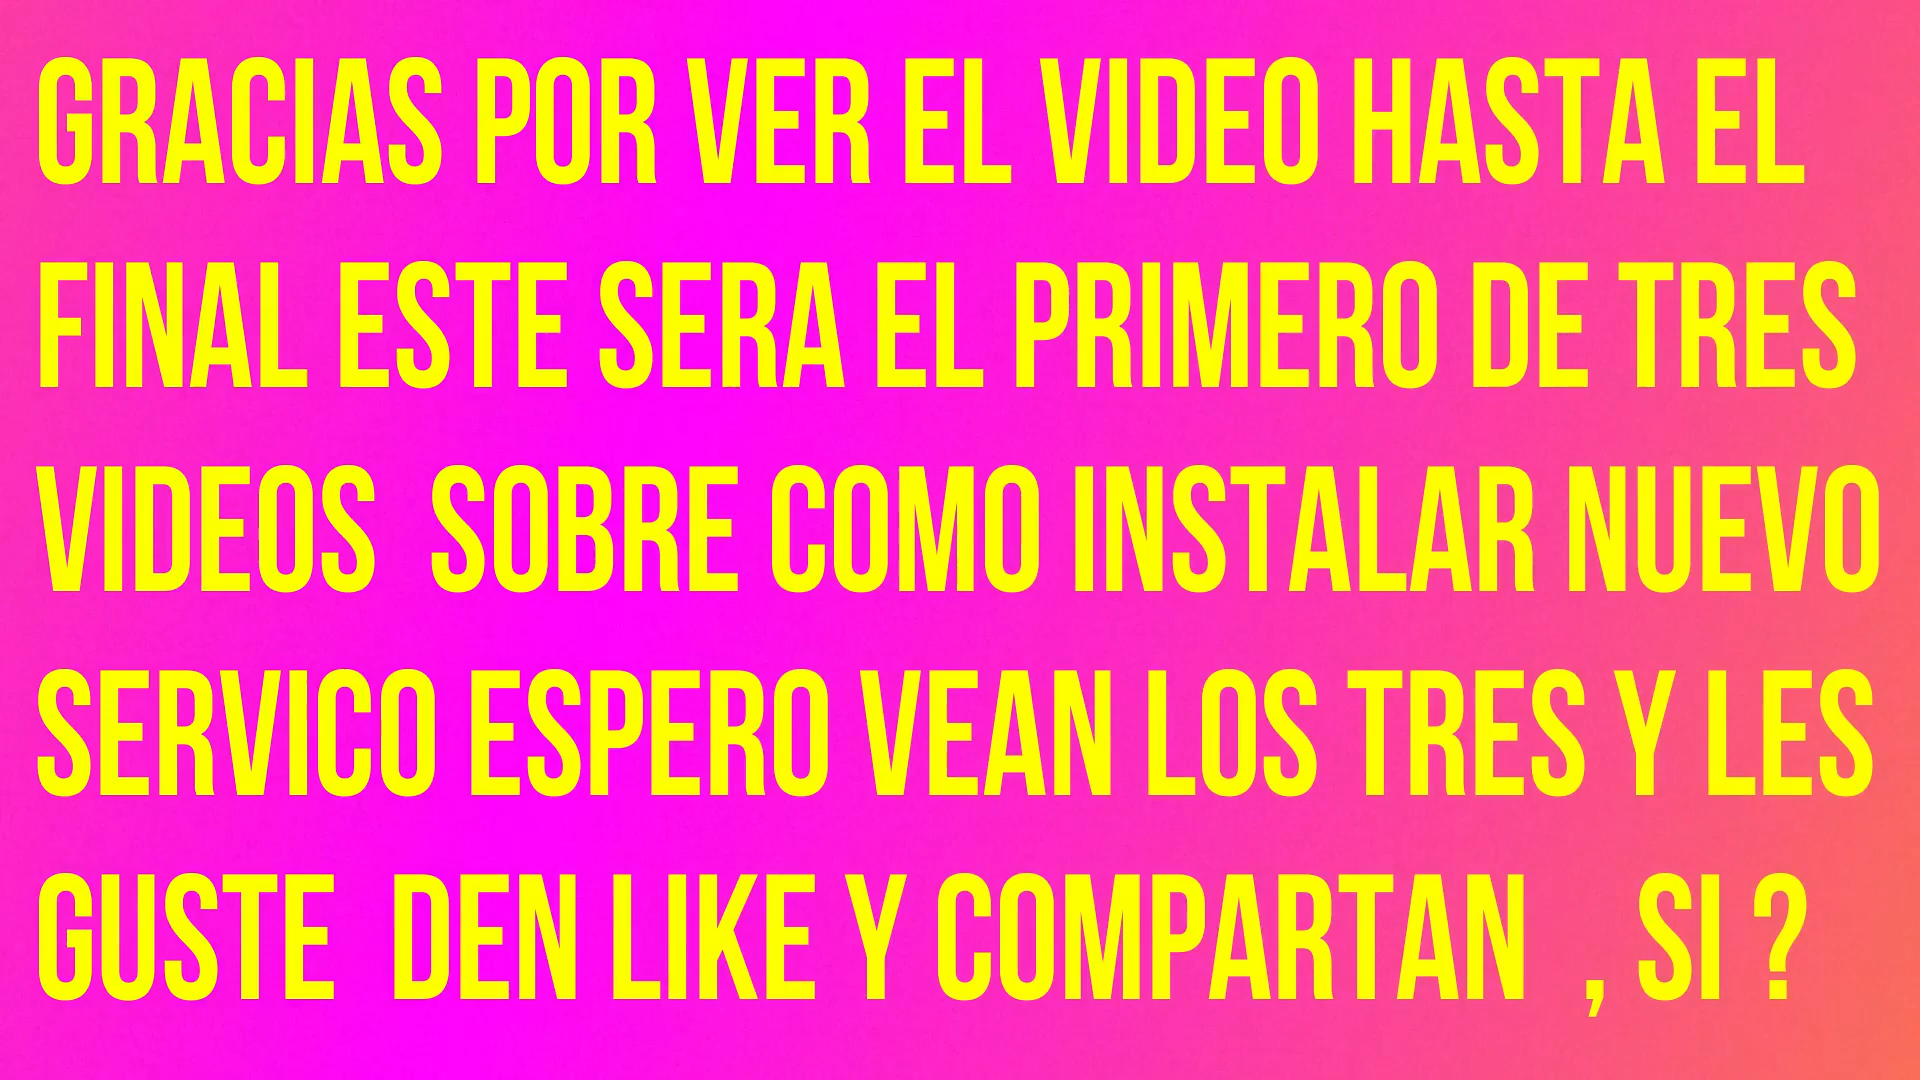 GRACIAS POR VER EL VIDEO HASTA EL
FINAL ESTE SERA EL PRIMERO DE TRES
VIDEOS  SOBRE COMO INSTALAR NUEVO
SERVICO ESPERO VEAN LOS TRES Y LES
GUSTE  DEN LIKE Y COMPARTAN  , SI ?